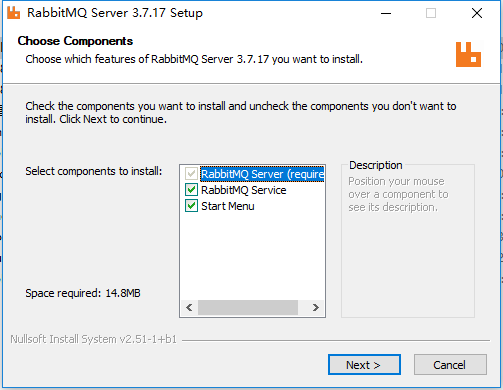 RabbitMQ Server 3.7.17 Setup
Choose Components
Choose which features of RabbitMQ Server 3.7.17 you want to install.
Check the components you want to install and uncheck the components you don't want to
install. Click Next to continue.
Select components to install:
RabbitMQ Server (require
RabbitMQ Service
Start Menu
Description
Position your mouse
over a component to
see its description.
Space required: 14.8MB
Nullsoft Install System v2.51-1+b1
Next >
Cancel